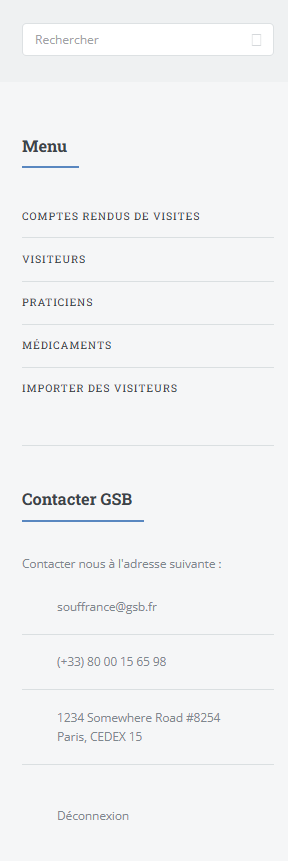 Rechercher
Menu
COMPTES RENDUS DE VISITES
VISITEURS
PRATICIENS
MÉDICAMENTS
IMPORTER DES VISITEURS
Contacter GSB
Contacter nous à l'adresse suivante :
souffrance@gsb.fr
(+33) 80 00 15 65 98
1234 Somewhere Road #8254
Paris, CEDEX 15
Déconnexion